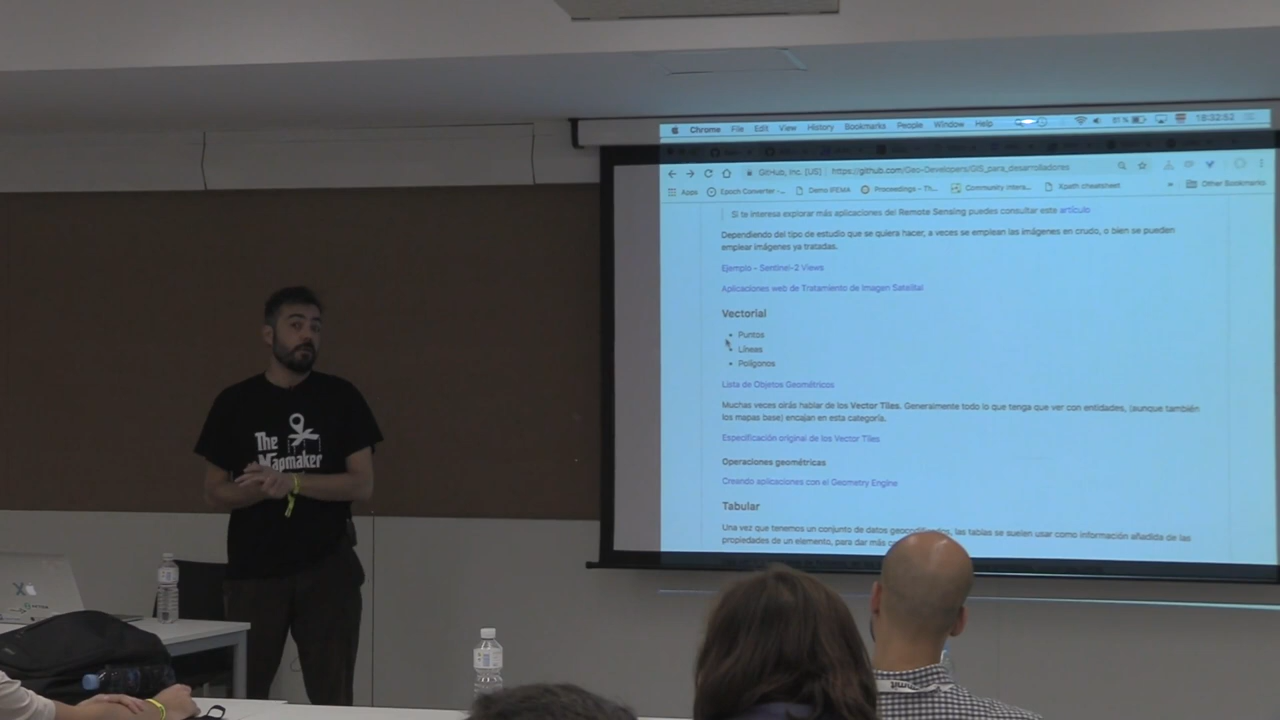 Chrome File Edit View History Bookmarks People Window Help 18:32:52
GitHub, Inc. [US] https://github.com/Geo-Developers/GIS_para_desarrolladores
Apps Epoch Converter -... Demo IFEMA Proceedings – Th... Community Intera... Xpath cheatsheet Other Bookmarks
Si te interesa explorar más aplicaciones del Remote Sensing puedes consultar este artículo
Dependiendo del tipo de estudio que se quiera hacer, a veces se emplean las imágenes en crudo, o bien se pueden
emplear imágenes ya tratadas.
Ejemplo - Sentinel-2 Views
Aplicaciones web de Tratamiento de Imagen Satelital
Vectorial
Puntos
Líneas
Polígonos
Lista de Objetos Geométricos
Muchas veces oirás hablar de los Vector Tiles. Generalmente todo lo que tenga que ver con entidades, (aunque también
los mapas base) encajan en esta categoría.
Especificación original de los Vector Tiles
Operaciones geométricas
Creando aplicaciones con el Geometry Engine
Tabular
Una vez que tenemos un conjunto de datos geocodificados, las tablas se suelen usar como información añadida de las
propiedades de un elemento, para dar más
The
Mapmaker